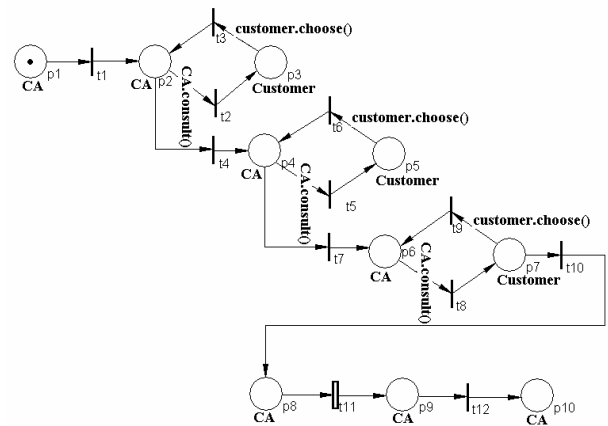 customer.choose()
t3
p1
t1
p2
p3
CA
CA
Customer
CA.consult()
t2
customer.choose()
t6
t4
p4
p5
CA
Customer
CA.consult()
t5
customer.choose()
t9
t7
p6
p7
t10
CA
Customer
CA.consult()
t8
p8
t11
p9
t12
p10
CA
CA
CA